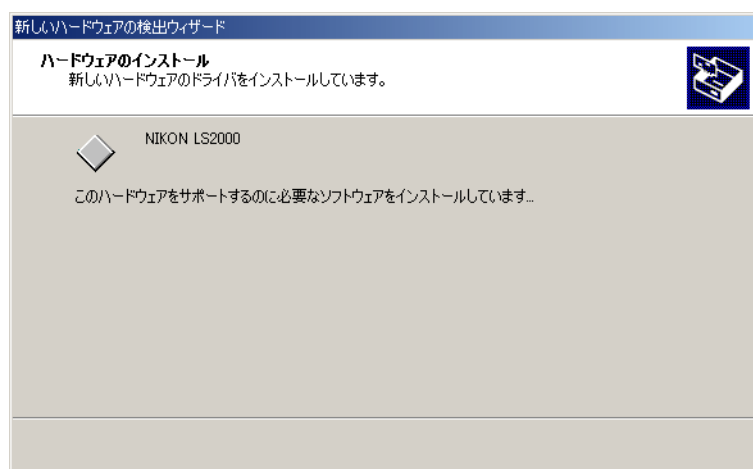 新しいハードウェアの検出ウィザード
ハードウェアのインストール
新しいハードウェアのドライバをインストールしています。
NIKON LS2000
このハードウェアをサポートするのに必要なソフトウェアをインストールしています...